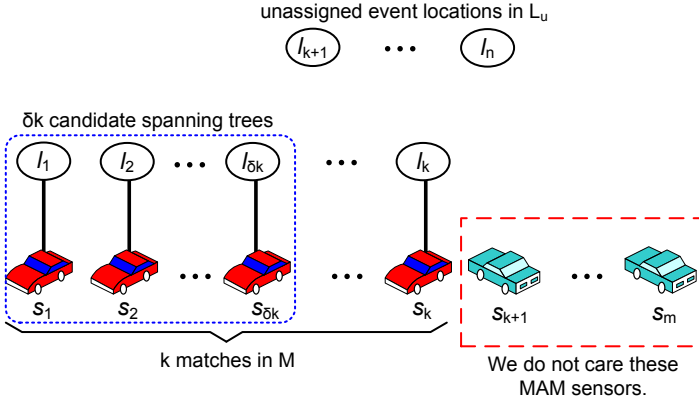 unassigned event locations in Lu
lk+1 ... ln
δk candidate spanning trees
l1 l2 ... lδk ... lk
s1 s2 ... sδk ... sk sk+1 ... sm
k matches in M
We do not care these
MAM sensors.